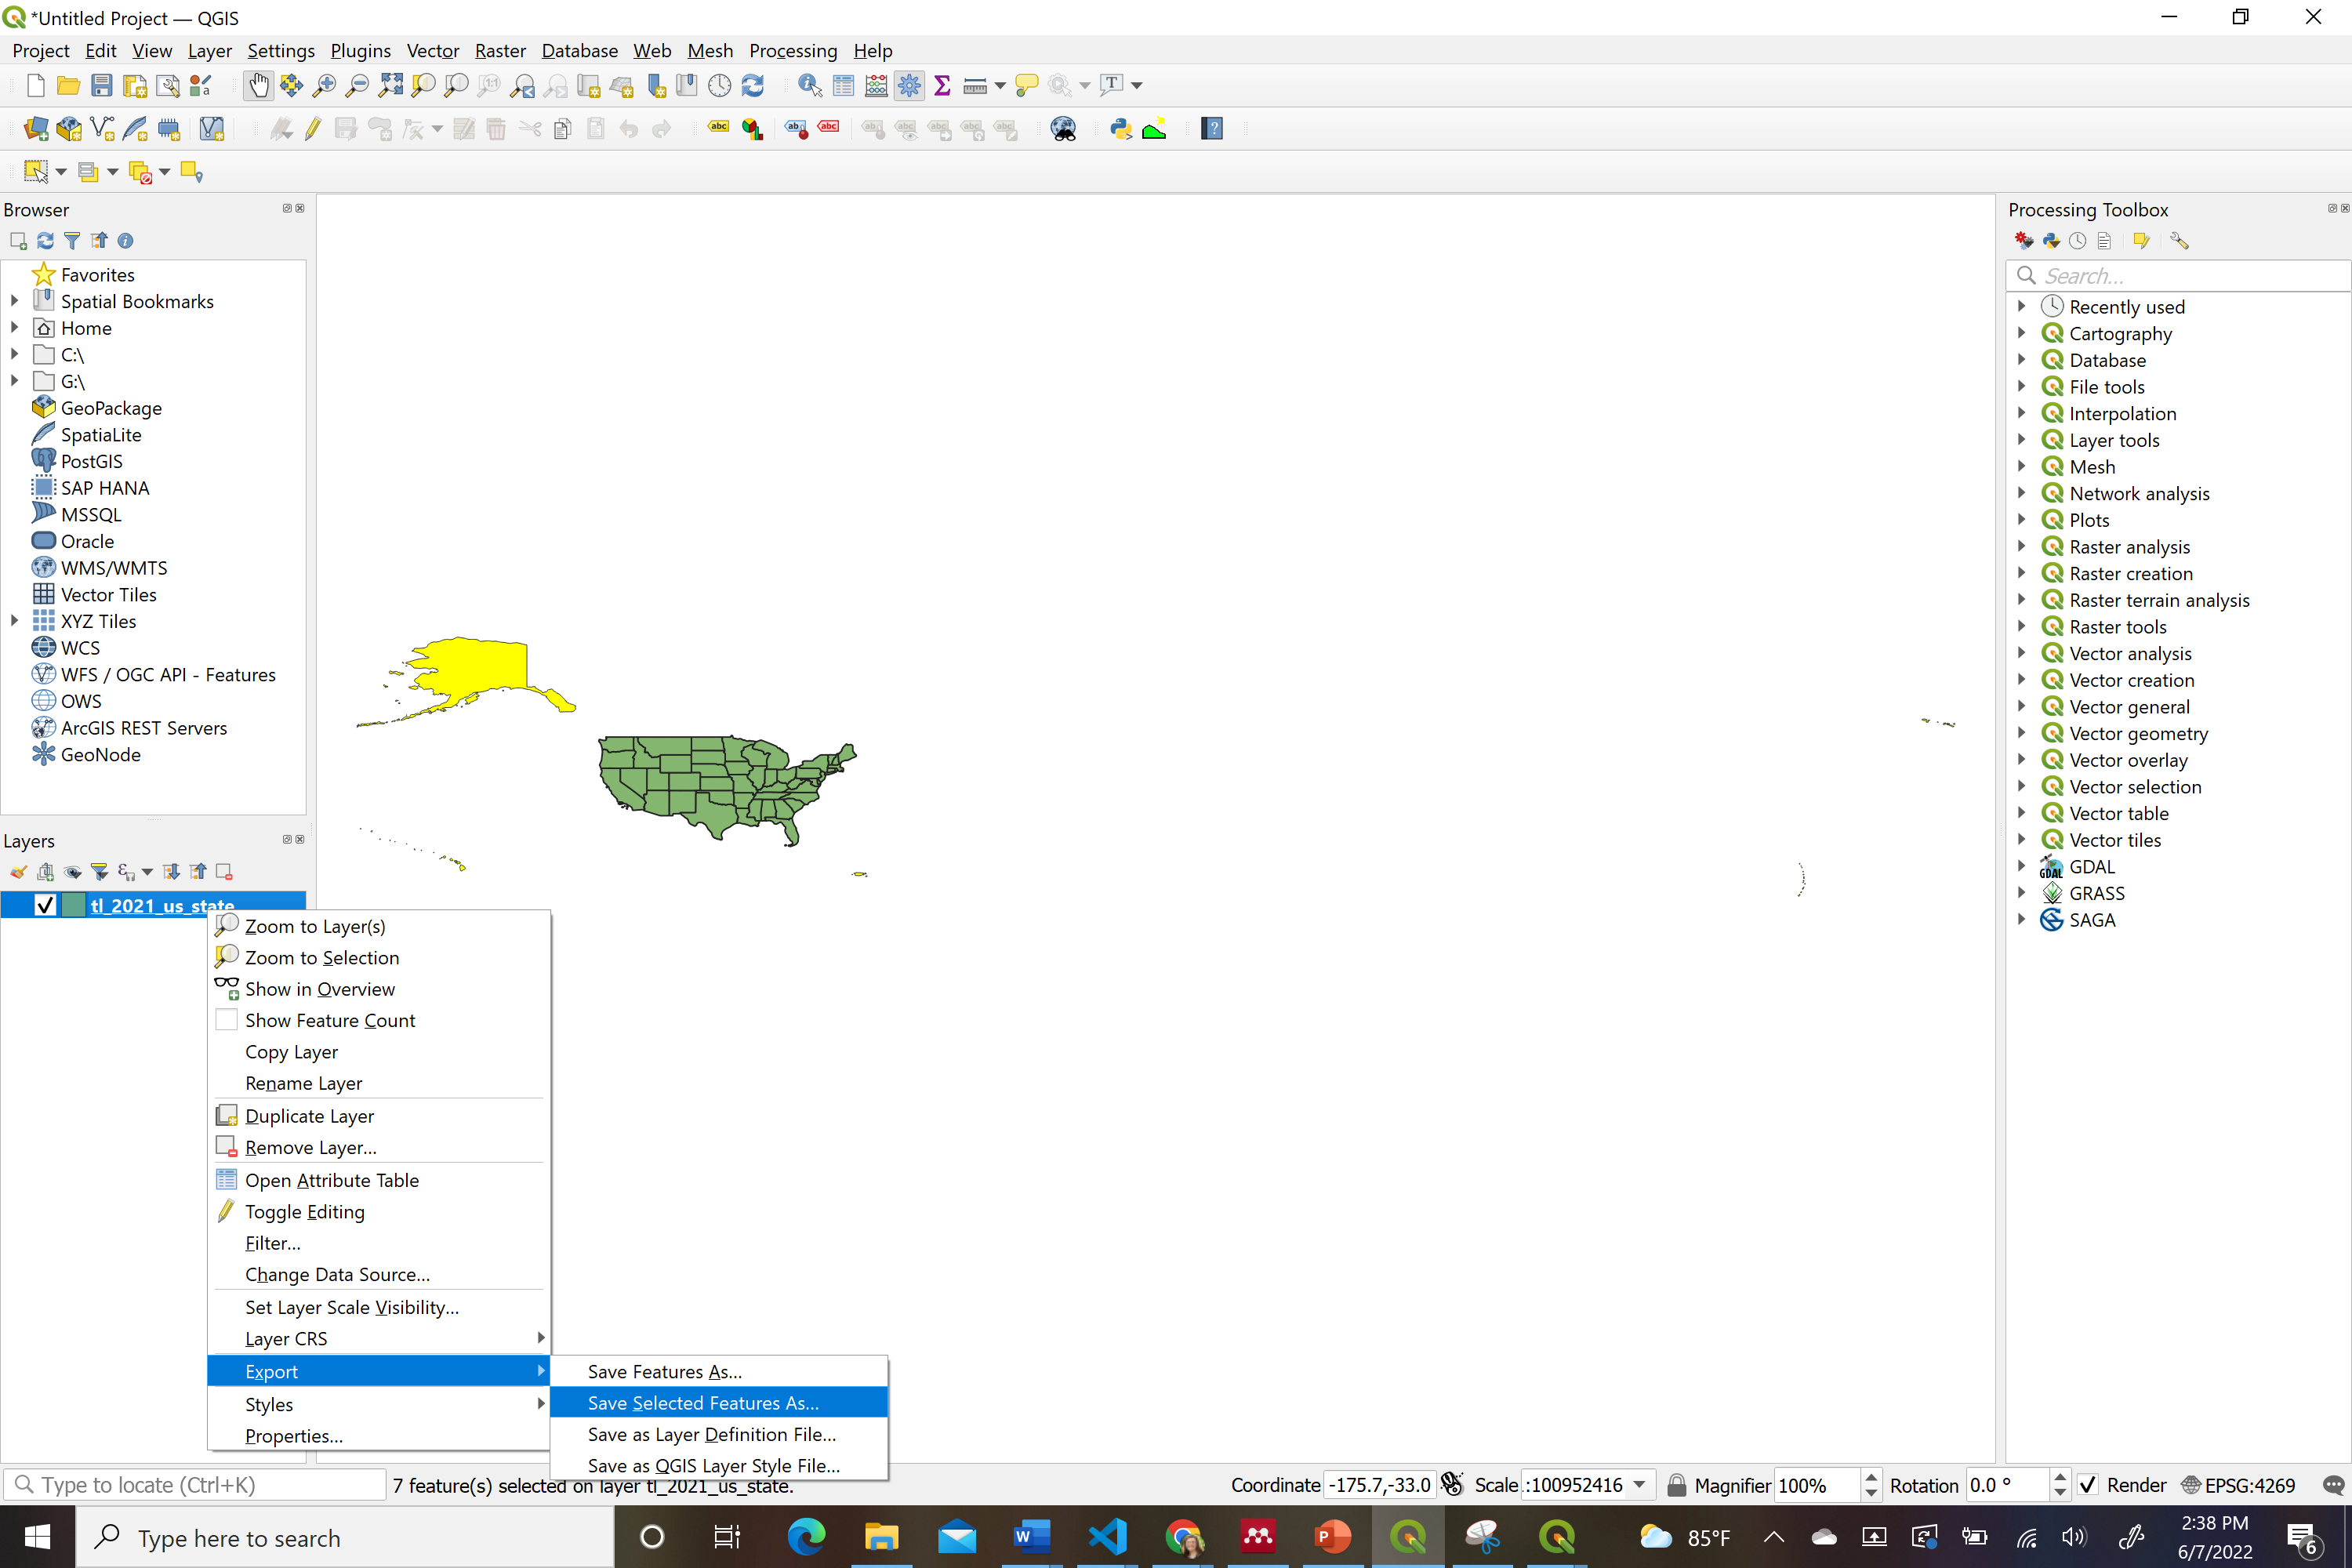 *Untitled Project — QGIS
Project Edit View Layer Settings Plugins Vector Raster Database Web Mesh Processing Help
Browser
Favorites
Spatial Bookmarks
Home
C:\
G:\
GeoPackage
SpatiaLite
PostGIS
SAP HANA
MSSQL
Oracle
WMS/WMTS
Vector Tiles
XYZ Tiles
WCS
WFS / OGC API - Features
OWS
ArcGIS REST Servers
GeoNode
Layers
tl_2021_us_state
Zoom to Layer(s)
Zoom to Selection
Show in Overview
Show Feature Count
Copy Layer
Rename Layer
Duplicate Layer
Remove Layer...
Open Attribute Table
Toggle Editing
Filter...
Change Data Source...
Set Layer Scale Visibility...
Layer CRS
Export
Styles
Properties...
Save Features As...
Save Selected Features As...
Save as Layer Definition File...
Save as QGIS Layer Style File...
Processing Toolbox
Search...
Recently used
Cartography
Database
File tools
Interpolation
Layer tools
Mesh
Network analysis
Plots
Raster analysis
Raster creation
Raster terrain analysis
Raster tools
Vector analysis
Vector creation
Vector general
Vector geometry
Vector overlay
Vector selection
Vector table
Vector tiles
GDAL
GRASS
SAGA
Type to locate (Ctrl+K) 7 feature(s) selected on layer tl_2021_us_state. Coordinate -175.7,-33.0 Scale :100952416 Magnifier 100% Rotation 0.0 ° Render EPSG:4269
Type here to search 85°F 2:38 PM
6/7/2022 6